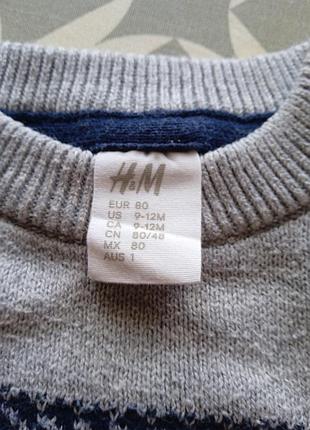 H&M
EUR 80
US 9-12M
CA 9-12M
CN 80/48
MX 80
AUS 1